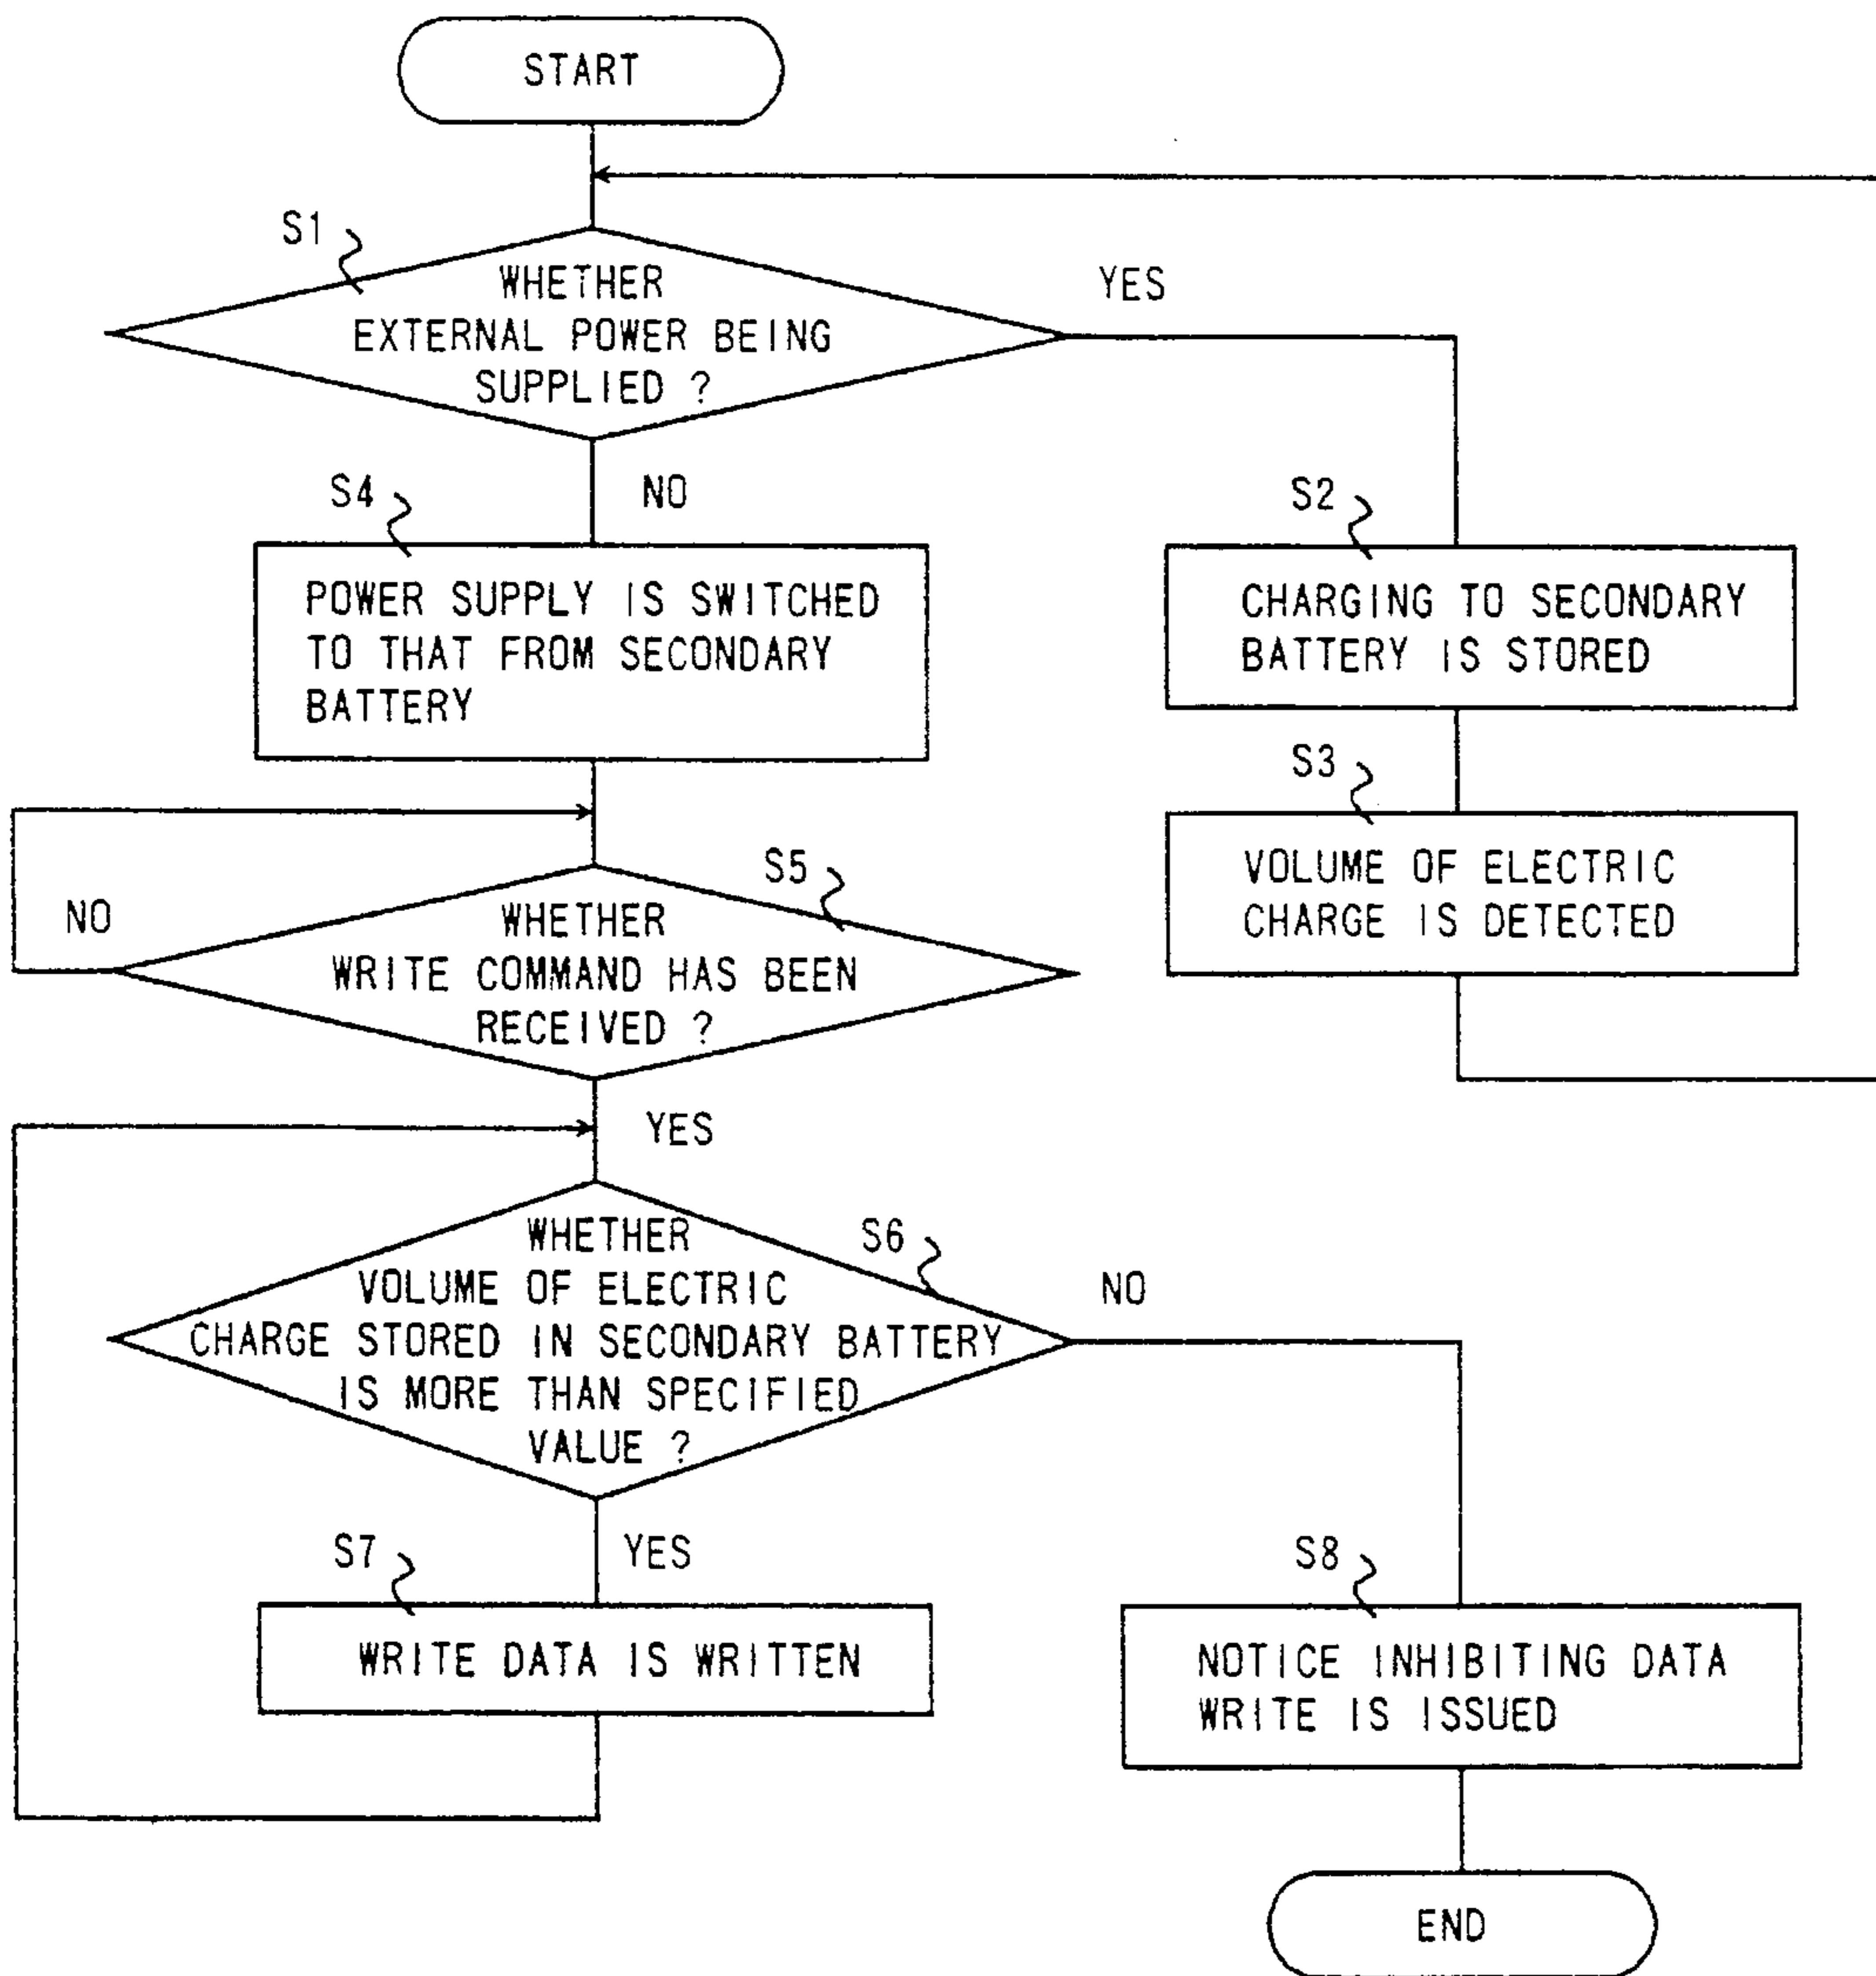 START
S1
WHETHER
EXTERNAL POWER BEING
SUPPLIED ?
YES
NO
S4
POWER SUPPLY IS SWITCHED
TO THAT FROM SECONDARY
BATTERY
S2
CHARGING TO SECONDARY
BATTERY IS STORED
S3
VOLUME OF ELECTRIC
CHARGE IS DETECTED
S5
NO
WHETHER
WRITE COMMAND HAS BEEN
RECEIVED ?
YES
S6
WHETHER
VOLUME OF ELECTRIC
CHARGE STORED IN SECONDARY BATTERY
IS MORE THAN SPECIFIED
VALUE ?
NO
YES
S7
WRITE DATA IS WRITTEN
S8
NOTICE INHIBITING DATA
WRITE IS ISSUED
END